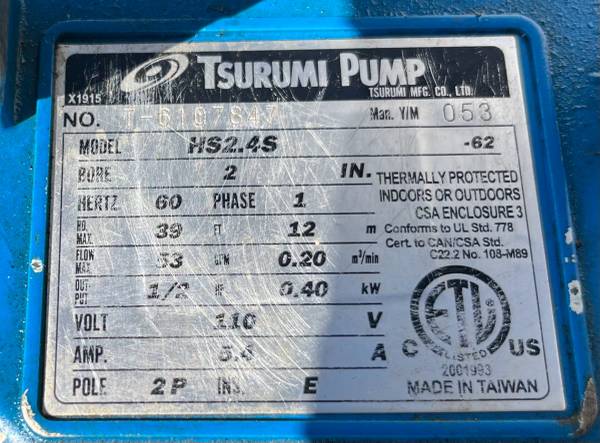 TSURUMI PUMP
TSURUMI MFG. CO., LTD.
X1915
NO. Man. Y/M 053
MODEL HS2.4S -62
BORE 2 IN.
HERTZ 60 PHASE 1
HD. MAX. 39 FT 12 m
FLOW MAX. 53 GPM 0.20 m³/min
OUT- PUT 1/2 HP 0.40 kW
VOLT 110 V
AMP. A
POLE 2P INS. E
THERMALLY PROTECTED
INDOORS OR OUTDOORS
CSA ENCLOSURE 3
Conforms to UL Std. 778
Cert. to CAN/CSA Std.
C22.2 No. 108-M89
ETL
C LISTED US
2001993
MADE IN TAIWAN